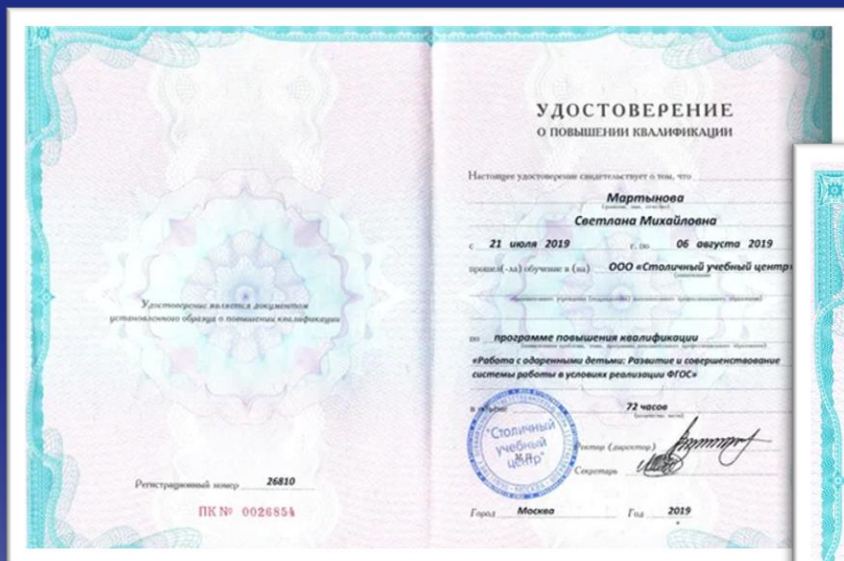 Удостоверение является документом
установленного образца о повышении квалификации
Регистрационный номер 26810
ПК № 0026854
УДОСТОВЕРЕНИЕ
О ПОВЫШЕНИИ КВАЛИФИКАЦИИ
Настоящее удостоверение свидетельствует о том, что
Мартынова
Светлана Михайловна
с 21 июля 2019 г. по 06 августа 2019
прошел(-ла) обучение в (на) ООО «Столичный учебный центр»
по программе повышения квалификации
«Работа с одаренными детьми: Развитие и совершенствование
системы работы в условиях реализации ФГОС»
в объеме 72 часов
"Столичный
учебный
центр"
М.П.
Ректор (директор)
Секретарь
Город Москва Год 2019